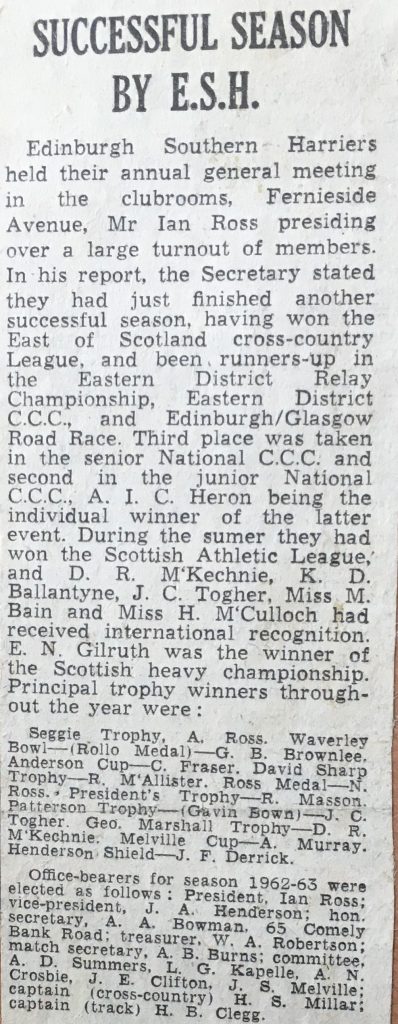 SUCCESSFUL SEASON
BY E.S.H.
Edinburgh Southern Harriers
held their annual general meeting
in the clubrooms, Fernieside
Avenue, Mr Ian Ross presiding
over a large turnout of members.
In his report, the Secretary stated
they had just finished another
successful season, having won the
East of Scotland cross-country
League, and been runners-up in
the Eastern District Relay
Championship, Eastern District
C.C.C., and Edinburgh/Glasgow
Road Race. Third place was taken
in the senior National C.C.C. and
second in the junior National
C.C.C., A. I. C. Heron being the
individual winner of the latter
event. During the sumer they had
won the Scottish Athletic League,
and D. R. M'Kechnie, K. D.
Ballantyne, J. C. Togher, Miss M.
Bain and Miss H. M'Culloch had
received international recognition.
E. N. Gilruth was the winner of
the Scottish heavy championship.
Principal trophy winners through-
out the year were :
Seggie Trophy, A. Ross. Waverley
Bowl—(Rollo Medal)—G. B. Brownlee.
Anderson Cup—C. Fraser. David Sharp
Trophy—R. M'Allister. Ross Medal—N.
Ross. President's Trophy—R. Masson.
Patterson Trophy—(Gavin Bown)—J. C.
Togher. Geo. Marshall Trophy—D. R.
M'Kechnie. Melville Cup—A. Murray.
Henderson Shield—J. F. Derrick.
Office-bearers for season 1962-63 were
elected as follows : President, Ian Ross;
vice-president, J. A. Henderson; hon.
secretary, A. A. Bowman, 65 Comely
Bank Road; treasurer, W. A. Robertson;
match secretary, A. B. Burns; committee,
A. D. Summers, L. G. Kapelle, A. N.
Crosbie, J. E. Clifton, J. S. Melville;
captain (cross-country) H. S. Millar;
captain (track) H. B. Clegg.